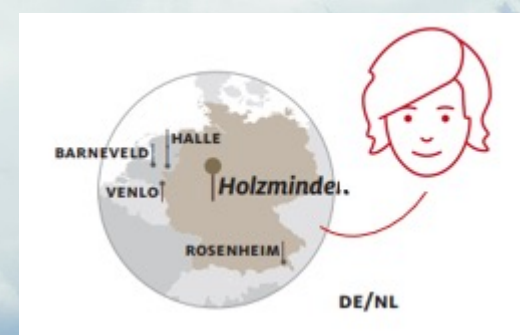 HALLE
BARNEVELD
VENLO
Holzminden
ROSENHEIM
DE/NL